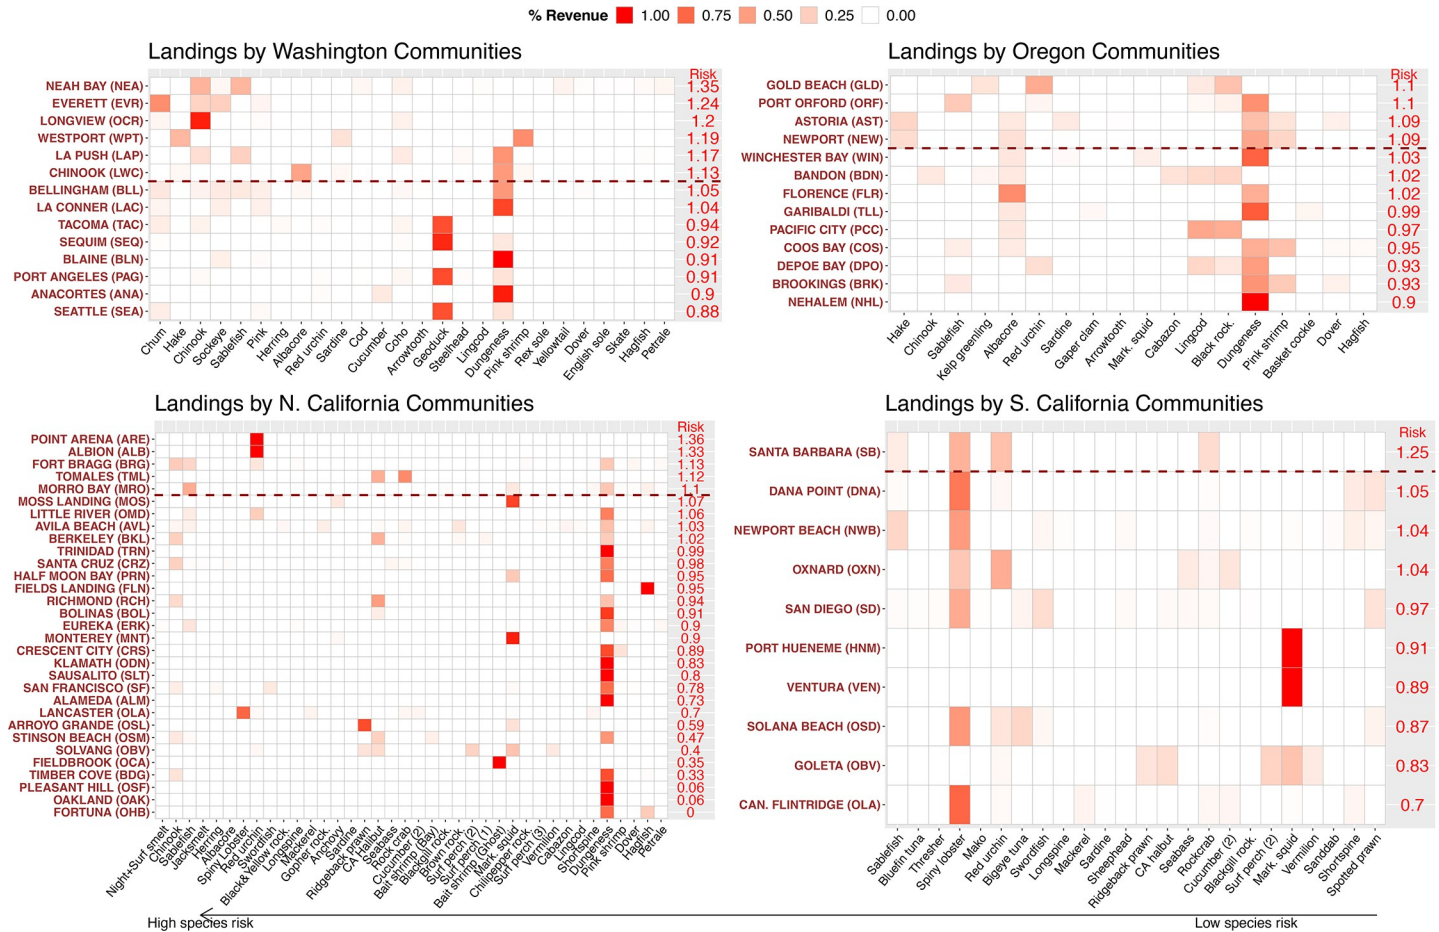 % Revenue 1.00 0.75 0.50 0.25 0.00
Landings by Washington Communities
Risk
NEAH BAY (NEA) 1.35
EVERETT (EVR) 1.24
LONGVIEW (OCR) 1.2
WESTPORT (WPT) 1.19
LA PUSH (LAP) 1.17
CHINOOK (LWC) 1.13
BELLINGHAM (BLL) 1.05
LA CONNER (LAC) 1.04
TACOMA (TAC) 0.94
SEQUIM (SEQ) 0.92
BLAINE (BLN) 0.91
PORT ANGELES (PAG) 0.91
ANACORTES (ANA) 0.9
SEATTLE (SEA) 0.88
Chum
Hake
Chinook
Sockeye
Sablefish
Pink
Herring
Albacore
Red urchin
Sardine
Cod
Cucumber
Coho
Arrowtooth
Geoduck
Steelhead
Lingcod
Dungeness
Pink shrimp
Rex sole
Yellowtail
Dover
English sole
Skate
Hagfish
Petrale
Landings by Oregon Communities
Risk
GOLD BEACH (GLD) 1.1
PORT ORFORD (ORF) 1.1
ASTORIA (AST) 1.09
NEWPORT (NEW) 1.09
WINCHESTER BAY (WIN) 1.03
BANDON (BDN) 1.02
FLORENCE (FLR) 1.02
GARIBALDI (TLL) 0.99
PACIFIC CITY (PCC) 0.97
COOS BAY (COS) 0.95
DEPOE BAY (DPO) 0.93
BROOKINGS (BRK) 0.93
NEHALEM (NHL) 0.9
Hake
Chinook
Sablefish
Kelp greenling
Albacore
Red urchin
Sardine
Gaper clam
Arrowtooth
Mark. squid
Cabazon
Lingcod
Black rock.
Dungeness
Pink shrimp
Basket cockle
Dover
Hagfish
Landings by N. California Communities
Risk
POINT ARENA (ARE) 1.36
ALBION (ALB) 1.33
FORT BRAGG (BRG) 1.13
TOMALES (TML) 1.12
MORRO BAY (MRO) 1.1
MOSS LANDING (MOS) 1.07
LITTLE RIVER (OMD) 1.06
AVILA BEACH (AVL) 1.03
BERKELEY (BKL) 1.02
TRINIDAD (TRN) 0.99
SANTA CRUZ (CRZ) 0.98
HALF MOON BAY (PRN) 0.95
FIELDS LANDING (FLN) 0.95
RICHMOND (RCH) 0.94
BOLINAS (BOL) 0.91
EUREKA (ERK) 0.9
MONTEREY (MNT) 0.9
CRESCENT CITY (CRS) 0.89
KLAMATH (ODN) 0.83
SAUSALITO (SLT) 0.8
SAN FRANCISCO (SF) 0.78
ALAMEDA (ALM) 0.73
LANCASTER (OLA) 0.7
ARROYO GRANDE (OSL) 0.59
STINSON BEACH (OSM) 0.47
SOLVANG (OBV) 0.4
FIELDBROOK (OCA) 0.35
TIMBER COVE (BDG) 0.33
PLEASANT HILL (OSF) 0.06
OAKLAND (OAK) 0.06
FORTUNA (OHB) 0
Night+Surf smelt
Chinook
Sablefish
Jacksmelt
Herring
Albacore
Spiny Lobster
Red urchin
Swordfish
Black&Yellow rock.
Longspine
Mackerel
Gopher rock.
Anchovy
Sardine
Ridgeback prawn
CA Halibut
Seabass
Rock crab
Cucumber (2)
Bait shrimp (Bay)
Blackgill rock.
Brown rock.
Surf perch (2)
Surf perch (1)
Bait shrimp (Ghost)
Mark. squid
Chilipepper rock.
Surf perch (3)
Vermilion
Cabazon
Lingcod
Shortspine
Dungeness
Pink shrimp
Dover
Hagfish
Petrale
Landings by S. California Communities
Risk
SANTA BARBARA (SB) 1.25
DANA POINT (DNA) 1.05
NEWPORT BEACH (NWB) 1.04
OXNARD (OXN) 1.04
SAN DIEGO (SD) 0.97
PORT HUENEME (HNM) 0.91
VENTURA (VEN) 0.89
SOLANA BEACH (OSD) 0.87
GOLETA (OBV) 0.83
CAN. FLINTRIDGE (OLA) 0.7
Sablefish
Bluefin tuna
Thresher
Spiny lobster
Mako
Red urchin
Bigeye tuna
Swordfish
Longspine
Mackerel
Sardine
Sheephead
Ridgeback prawn
CA halbut
Seabass
Rockcrab
Cucumber (2)
Blackgill rock.
Surf perch (2)
Mark. squid
Vermilion
Sanddab
Shortspine
Spotted prawn
High species risk
Low species risk